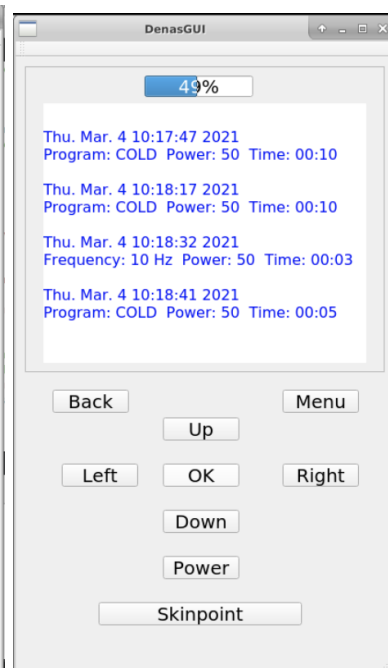 DenasGUI
49%
Thu. Mar. 4 10:17:47 2021
Program: COLD  Power: 50  Time: 00:10
Thu. Mar. 4 10:18:17 2021
Program: COLD  Power: 50  Time: 00:10
Thu. Mar. 4 10:18:32 2021
Frequency: 10 Hz  Power: 50  Time: 00:03
Thu. Mar. 4 10:18:41 2021
Program: COLD  Power: 50  Time: 00:05
Back Menu
Up
Left OK Right
Down
Power
Skinpoint